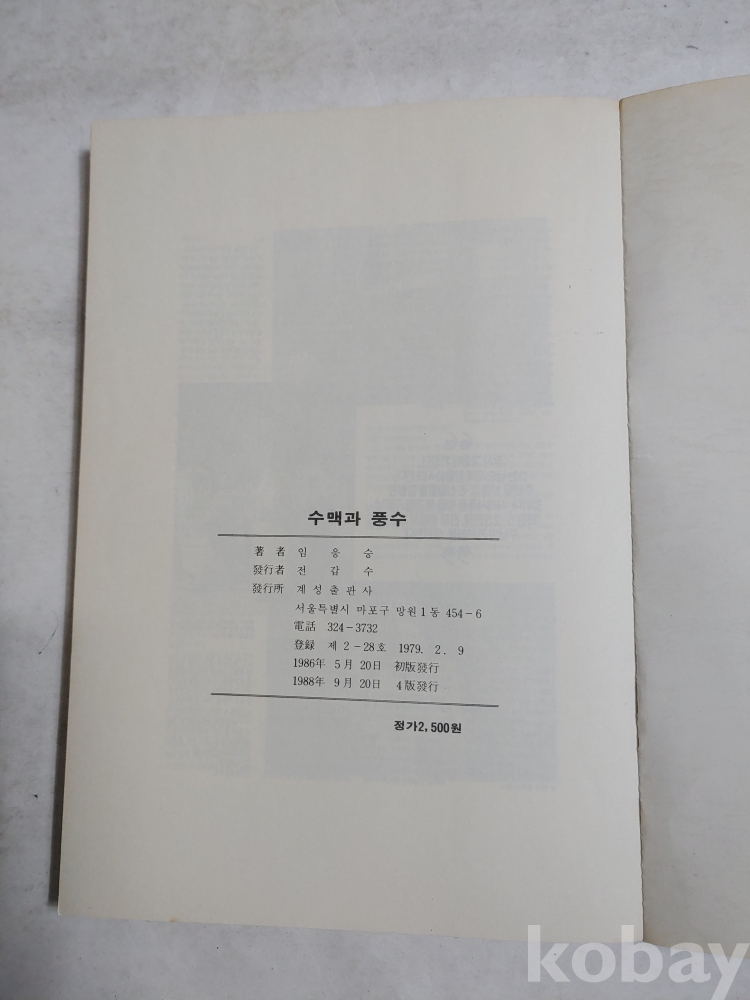 수맥과 풍수
著者 임응승
發行者 전감수
發行所 계성출판사
서울특별시 마포구 망원1동 454-6
電話 324-3732
登録 제 2-28호 1979. 2. 9
1986年 5月 20日 初版發行
1988年 9月 20日 4版發行
정가2,500원
kobay